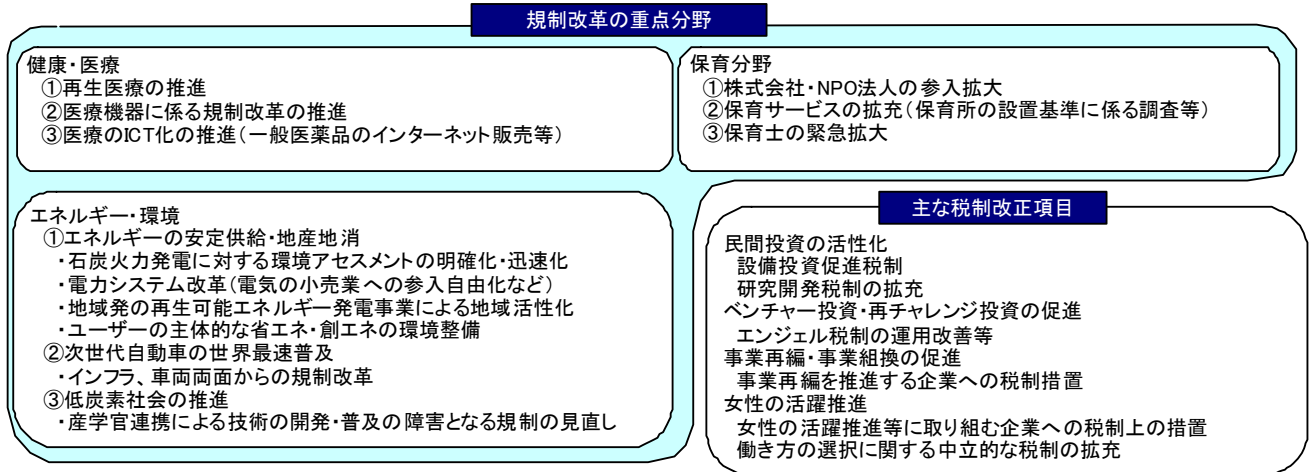 規制改革の重点分野
健康・医療
①再生医療の推進
②医療機器に係る規制改革の推進
③医療のICT化の推進（一般医薬品のインターネット販売等）
保育分野
①株式会社・NPO法人の参入拡大
②保育サービスの拡充（保育所の設置基準に係る調査等）
③保育士の緊急拡大
エネルギー・環境
①エネルギーの安定供給・地産地消
・石炭火力発電に対する環境アセスメントの明確化・迅速化
・電力システム改革（電気の小売業への参入自由化など）
・地域発の再生可能エネルギー発電事業による地域活性化
・ユーザーの主体的な省エネ・創エネの環境整備
②次世代自動車の世界最速普及
・インフラ、車両両面からの規制改革
③低炭素社会の推進
・産学官連携による技術の開発・普及の障害となる規制の見直し
主な税制改正項目
民間投資の活性化
設備投資促進税制
研究開発税制の拡充
ベンチャー投資・再チャレンジ投資の促進
エンジェル税制の運用改善等
事業再編・事業組換の促進
事業再編を推進する企業への税制措置
女性の活躍推進
女性の活躍推進等に取り組む企業への税制上の措置
働き方の選択に関する中立的な税制の拡充